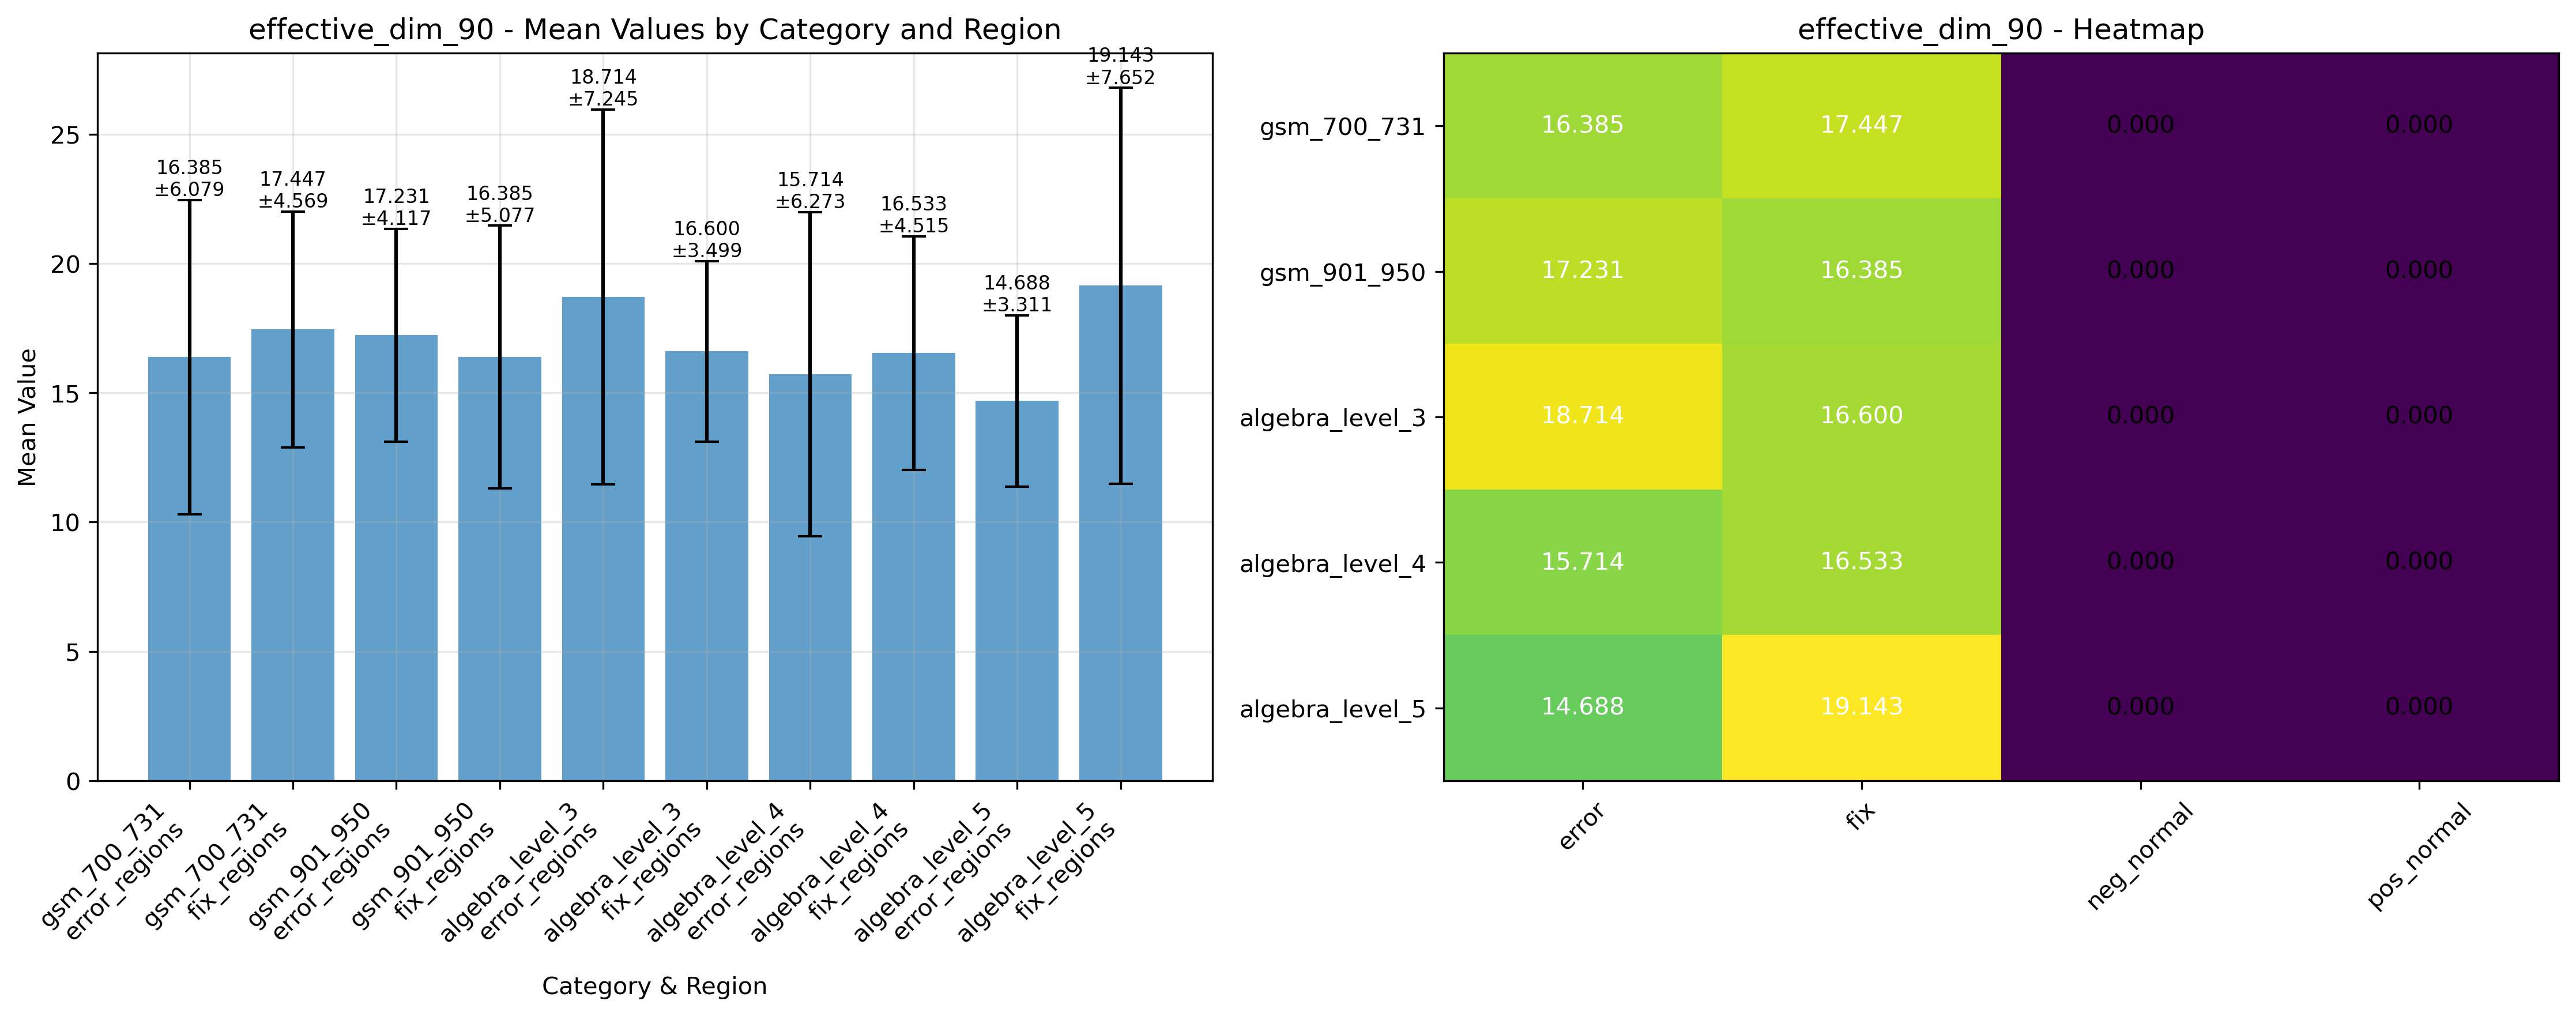 effective_dim_90 - Mean Values by Category and Region
Mean Value
25
20
15
10
5
0
16.385
±6.079
17.447
±4.569
17.231
±4.117
16.385
±5.077
18.714
±7.245
16.600
±3.499
15.714
±6.273
16.533
±4.515
14.688
±3.311
19.143
±7.652
gsm_700_731
error_regions
gsm_700_731
fix_regions
gsm_901_950
error_regions
gsm_901_950
fix_regions
algebra_level_3
error_regions
algebra_level_3
fix_regions
algebra_level_4
error_regions
algebra_level_4
fix_regions
algebra_level_5
error_regions
algebra_level_5
fix_regions
Category & Region
effective_dim_90 - Heatmap
gsm_700_731 16.385 17.447 0.000 0.000
gsm_901_950 17.231 16.385 0.000 0.000
algebra_level_3 18.714 16.600 0.000 0.000
algebra_level_4 15.714 16.533 0.000 0.000
algebra_level_5 14.688 19.143 0.000 0.000
error fix neg_normal pos_normal